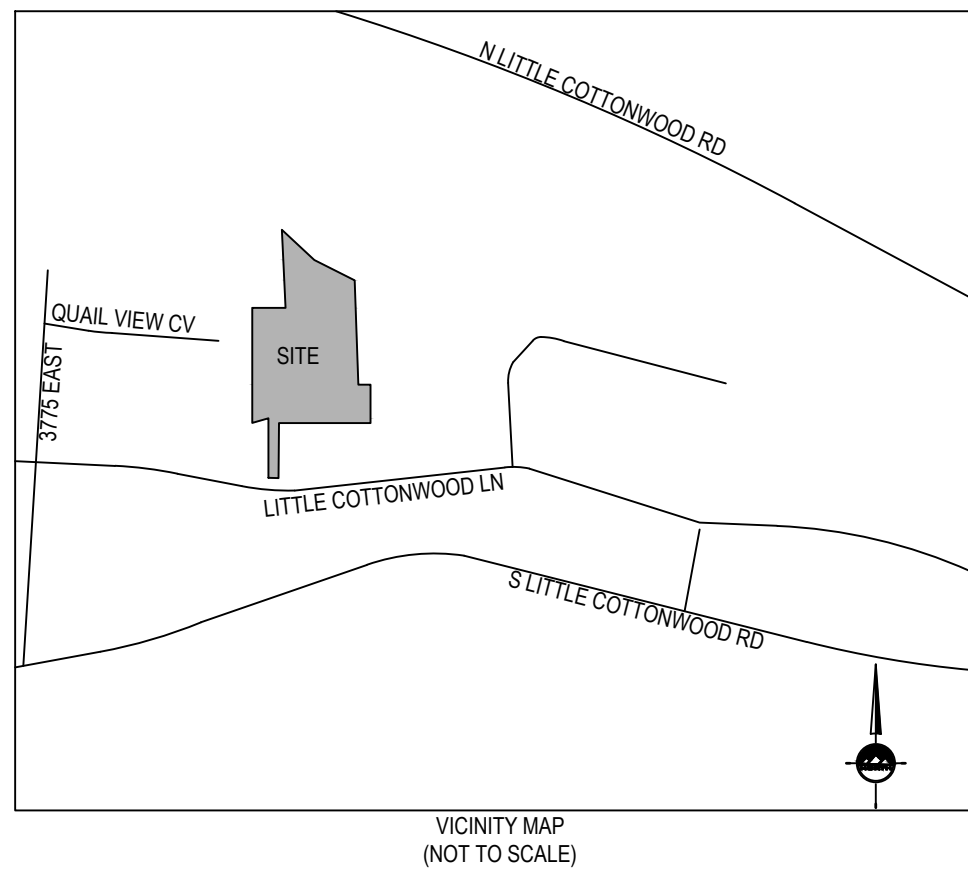 N LITTLE COTTONWOOD RD
QUAIL VIEW CV
SITE
3775 EAST
LITTLE COTTONWOOD LN
S LITTLE COTTONWOOD RD
VICINITY MAP
(NOT TO SCALE)